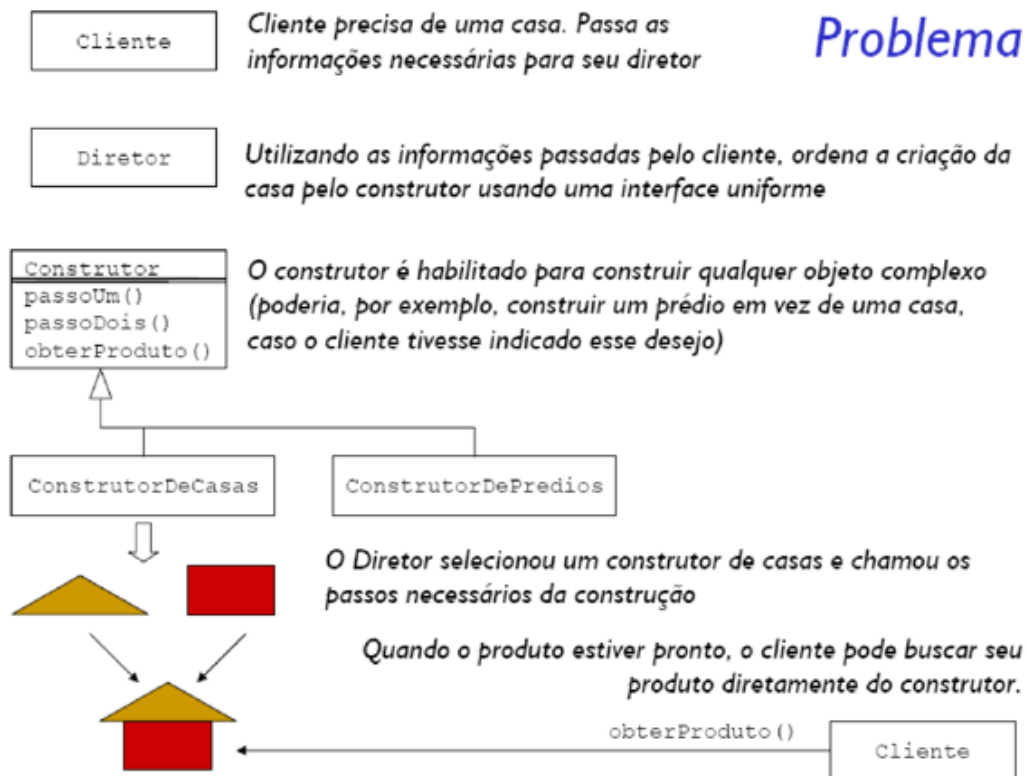 Cliente
Cliente precisa de uma casa. Passa as
informações necessárias para seu diretor
Problema
Diretor
Utilizando as informações passadas pelo cliente, ordena a criação da
casa pelo construtor usando uma interface uniforme
Construtor
passoUm()
passoDois()
obterProduto()
O construtor é habilitado para construir qualquer objeto complexo
(poderia, por exemplo, construir um prédio em vez de uma casa,
caso o cliente tivesse indicado esse desejo)
ConstrutorDeCasas
ConstrutorDePredios
O Diretor selecionou um construtor de casas e chamou os
passos necessários da construção
Quando o produto estiver pronto, o cliente pode buscar seu
produto diretamente do construtor.
obterProduto()
Cliente